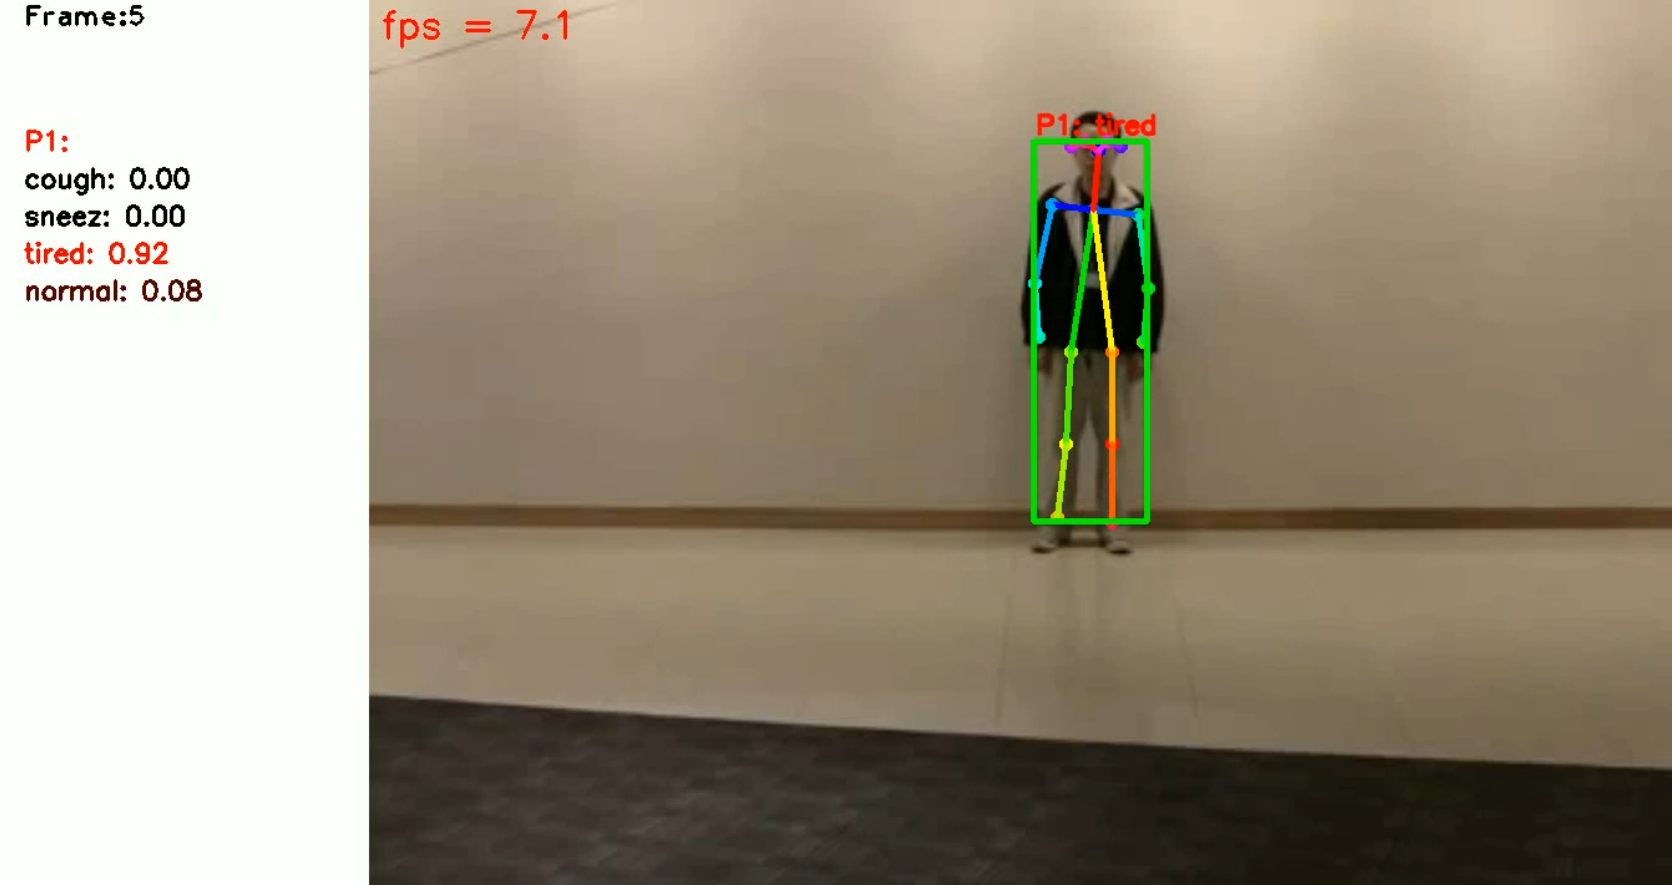 Frame:5
fps = 7.1
P1: tired
P1:
cough: 0.00
sneez: 0.00
tired: 0.92
normal: 0.08